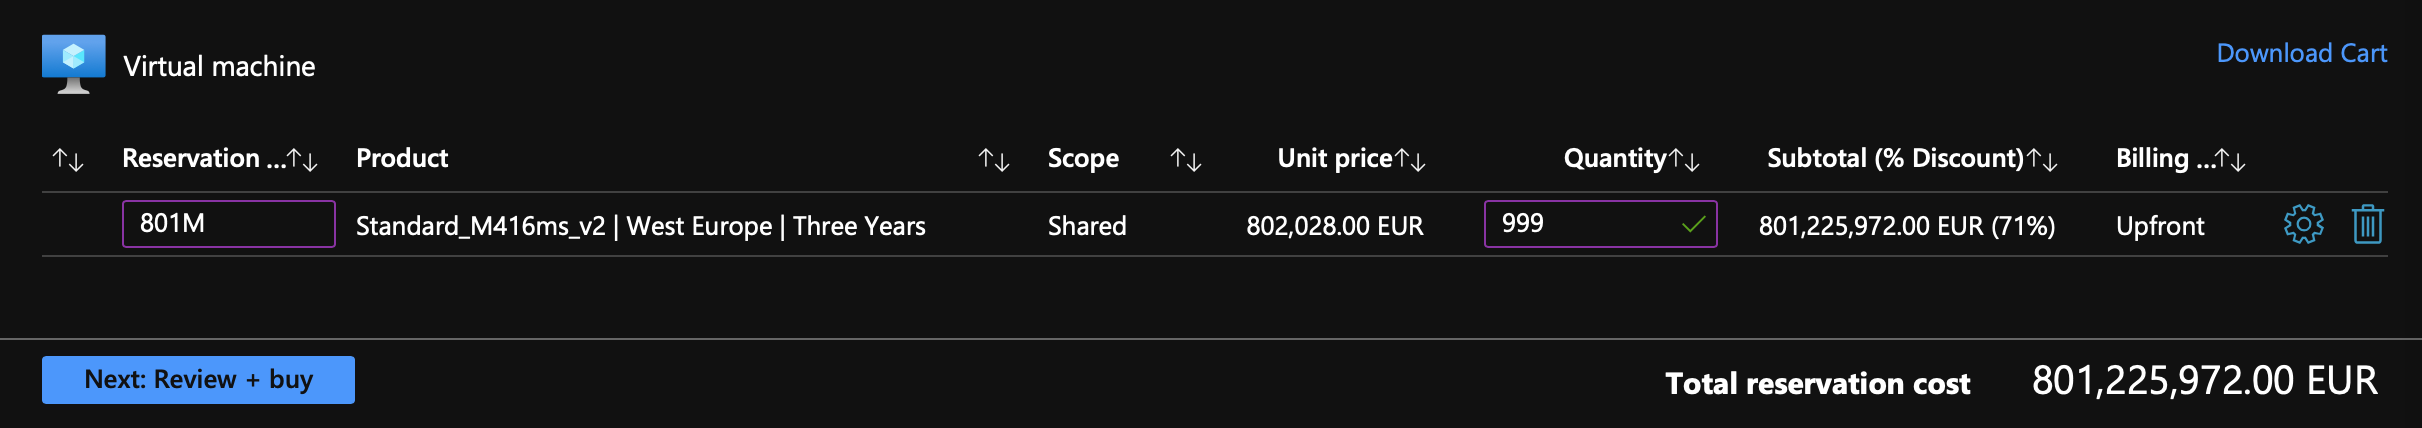 Virtual machine
Download Cart
↑↓ Reservation ...↑↓ Product ↑↓ Scope ↑↓ Unit price↑↓ Quantity↑↓ Subtotal (% Discount)↑↓ Billing ...↑↓
801M Standard_M416ms_v2 | West Europe | Three Years Shared 802,028.00 EUR 999 801,225,972.00 EUR (71%) Upfront
Next: Review + buy Total reservation cost 801,225,972.00 EUR